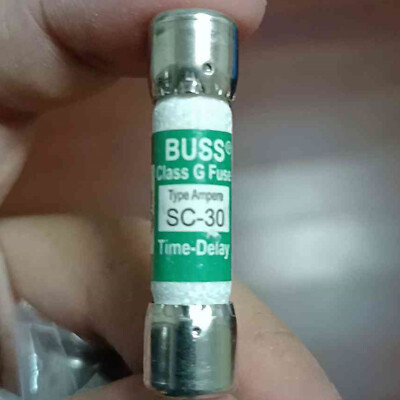 BUSS®
Class G Fuse
Type Ampere
SC-30
Time-Delay